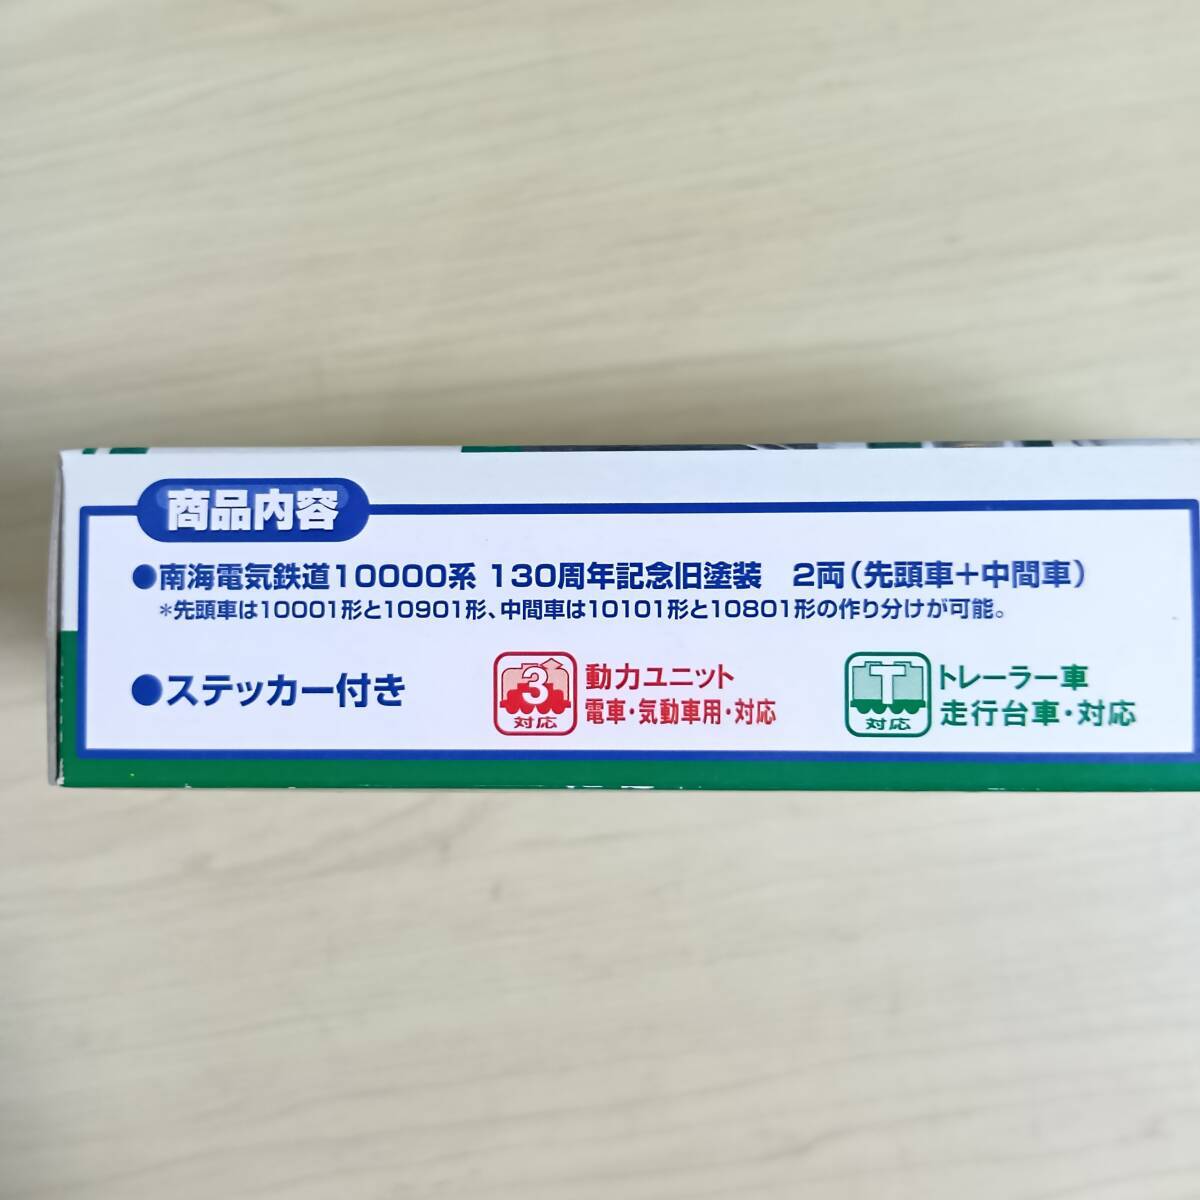 商品内容
●南海電気鉄道10000系 130周年記念旧塗装　2両(先頭車+中間車)
*先頭車は10001形と10901形、中間車は10101形と10801形の作り分けが可能。
●ステッカー付き
3
対応
動力ユニット
電車・気動車用・対応
T
対応
トレーラー車
走行台車・対応